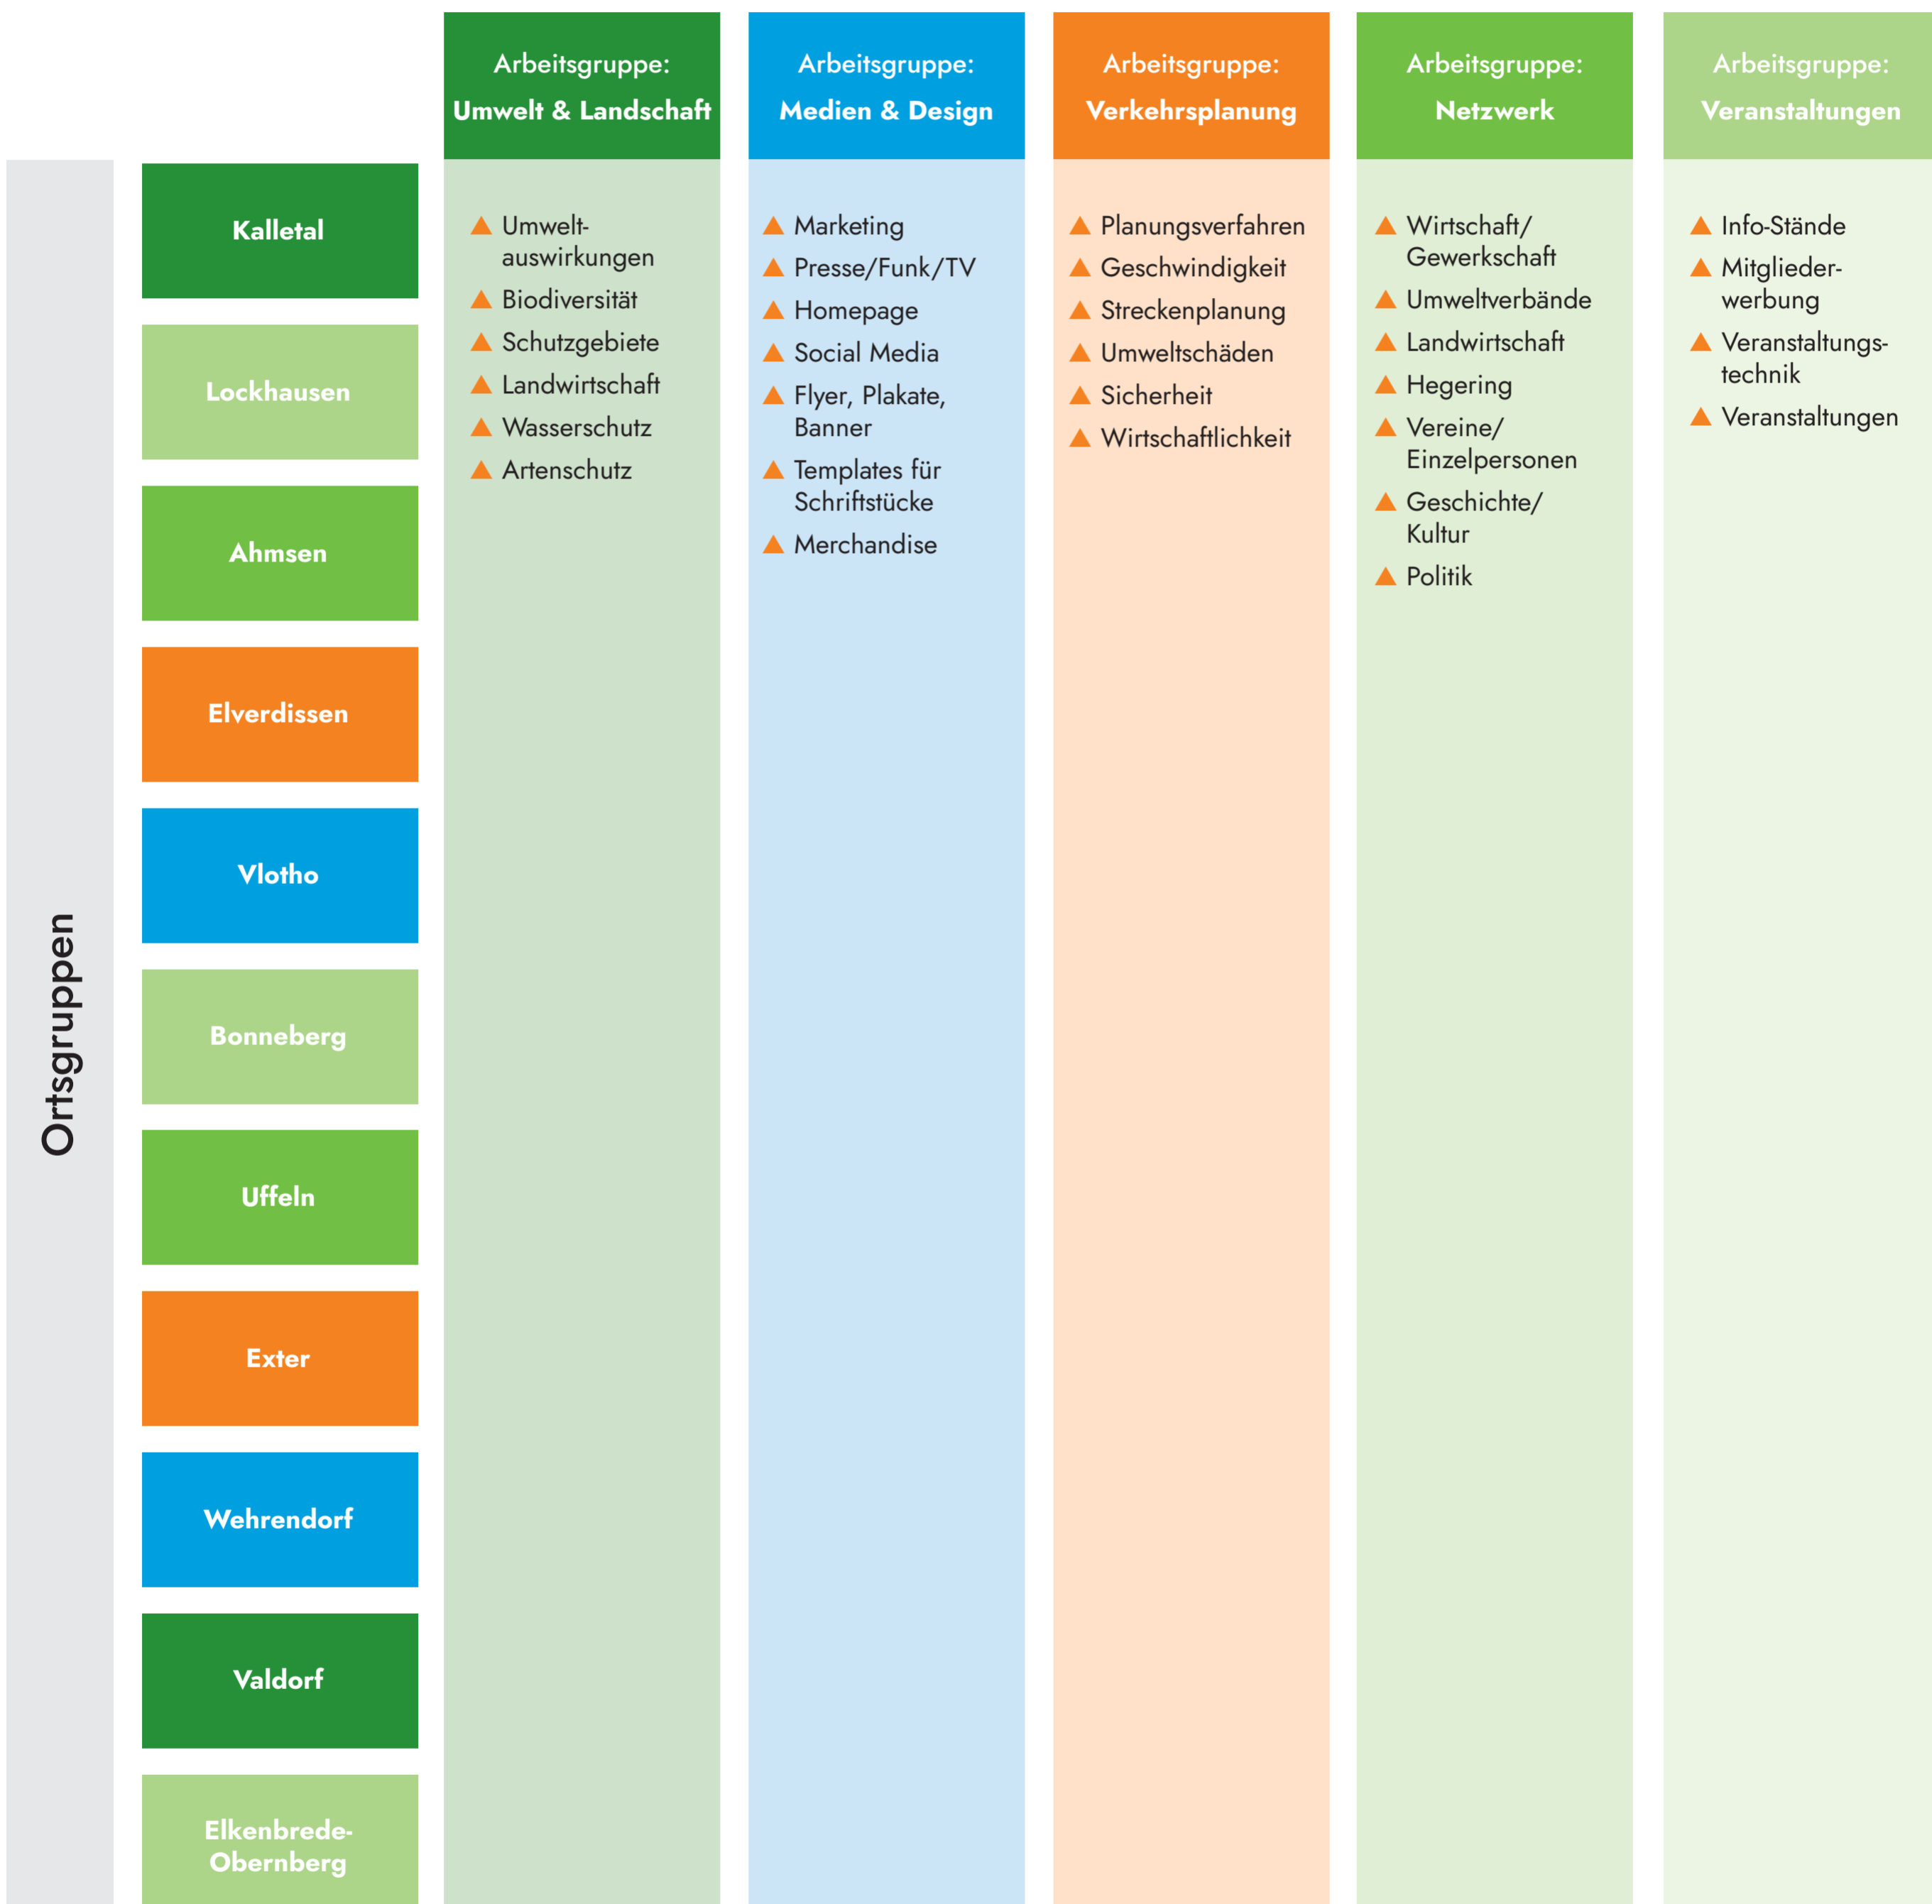 Arbeitsgruppe:
Umwelt & Landschaft
Arbeitsgruppe:
Medien & Design
Arbeitsgruppe:
Verkehrsplanung
Arbeitsgruppe:
Netzwerk
Arbeitsgruppe:
Veranstaltungen
Ortsgruppen
Kalletal
Lockhausen
Ahmsen
Elverdissen
Vlotho
Bonneberg
Uffeln
Exter
Wehrendorf
Valdorf
Elkenbrede-
Obernberg
Umwelt-
auswirkungen
Biodiversität
Schutzgebiete
Landwirtschaft
Wasserschutz
Artenschutz
Marketing
Presse/Funk/TV
Homepage
Social Media
Flyer, Plakate,
Banner
Templates für
Schriftstücke
Merchandise
Planungsverfahren
Geschwindigkeit
Streckenplanung
Umweltschäden
Sicherheit
Wirtschaftlichkeit
Wirtschaft/
Gewerkschaft
Umweltverbände
Landwirtschaft
Hegering
Vereine/
Einzelpersonen
Geschichte/
Kultur
Politik
Info-Stände
Mitglieder-
werbung
Veranstaltungs-
technik
Veranstaltungen